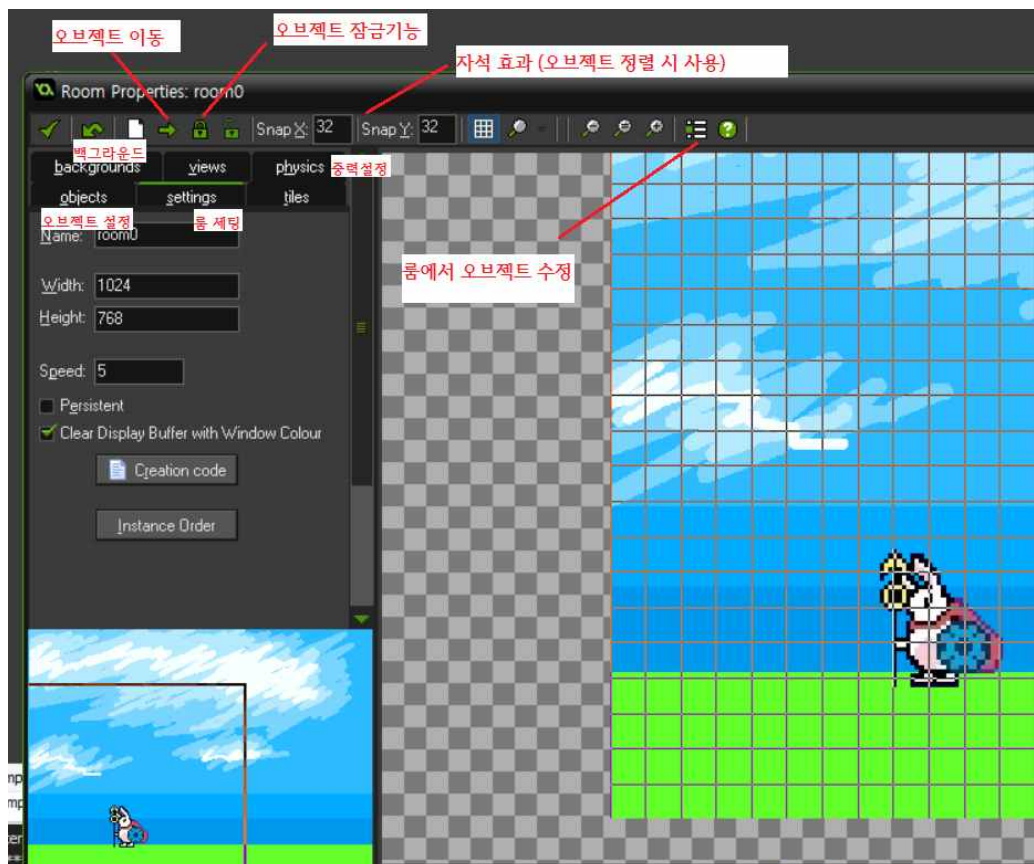 오브젝트 이동
오브젝트 잠금기능
자석 효과 (오브젝트 정렬 시 사용)
Room Properties: room0
Snap X: 32
Snap Y: 32
백그라운드
backgrounds
views
physics
중력설정
objects
settings
tiles
오브젝트 설정
룸 세팅
Name: room0
룸에서 오브젝트 수정
Width: 1024
Height: 768
Speed: 5
Persistent
Clear Display Buffer with Window Colour
Creation code
Instance Order